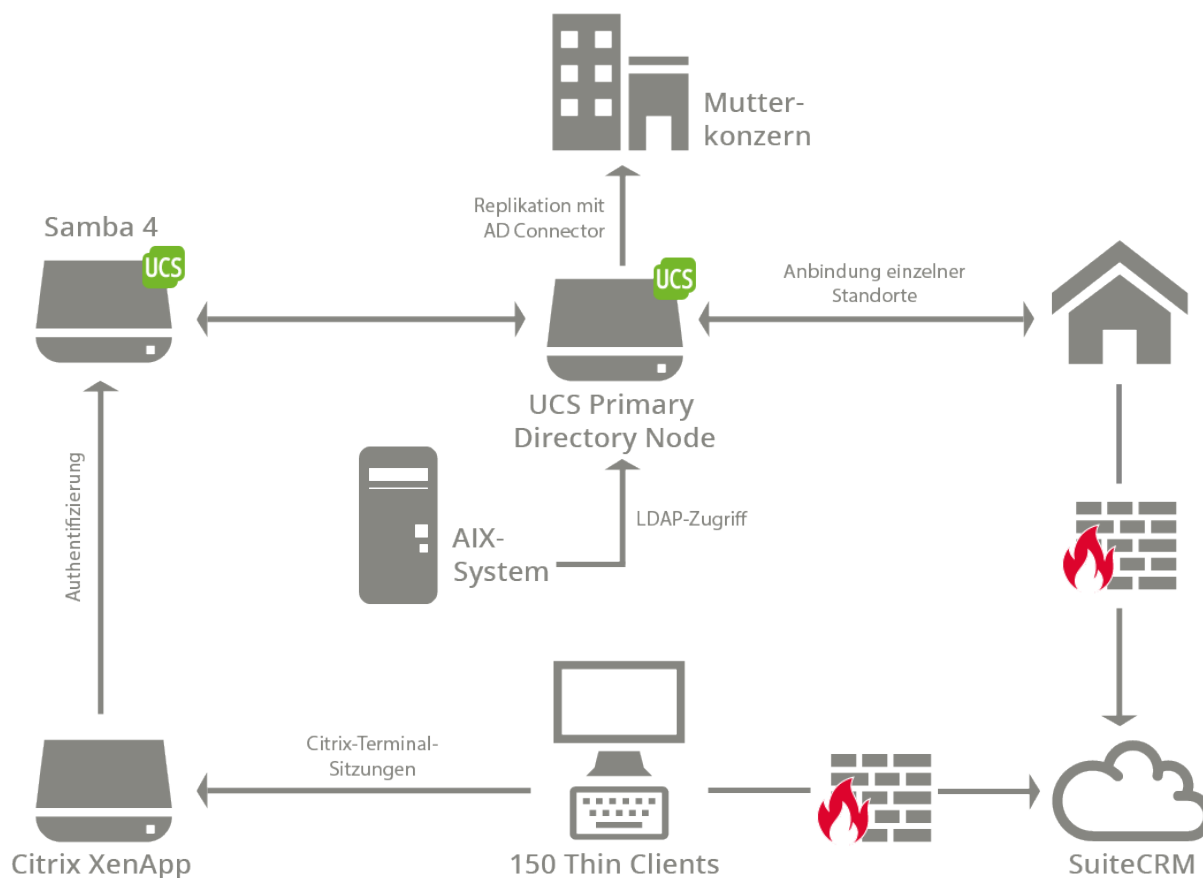 Mutter-
konzern
Replikation mit
AD Connector
Samba 4
UCS
UCS
Anbindung einzelner
Standorte
UCS Primary
Directory Node
Authentifizierung
AIX-
System
LDAP-Zugriff
Citrix-Terminal-
Sitzungen
Citrix XenApp
150 Thin Clients
SuiteCRM